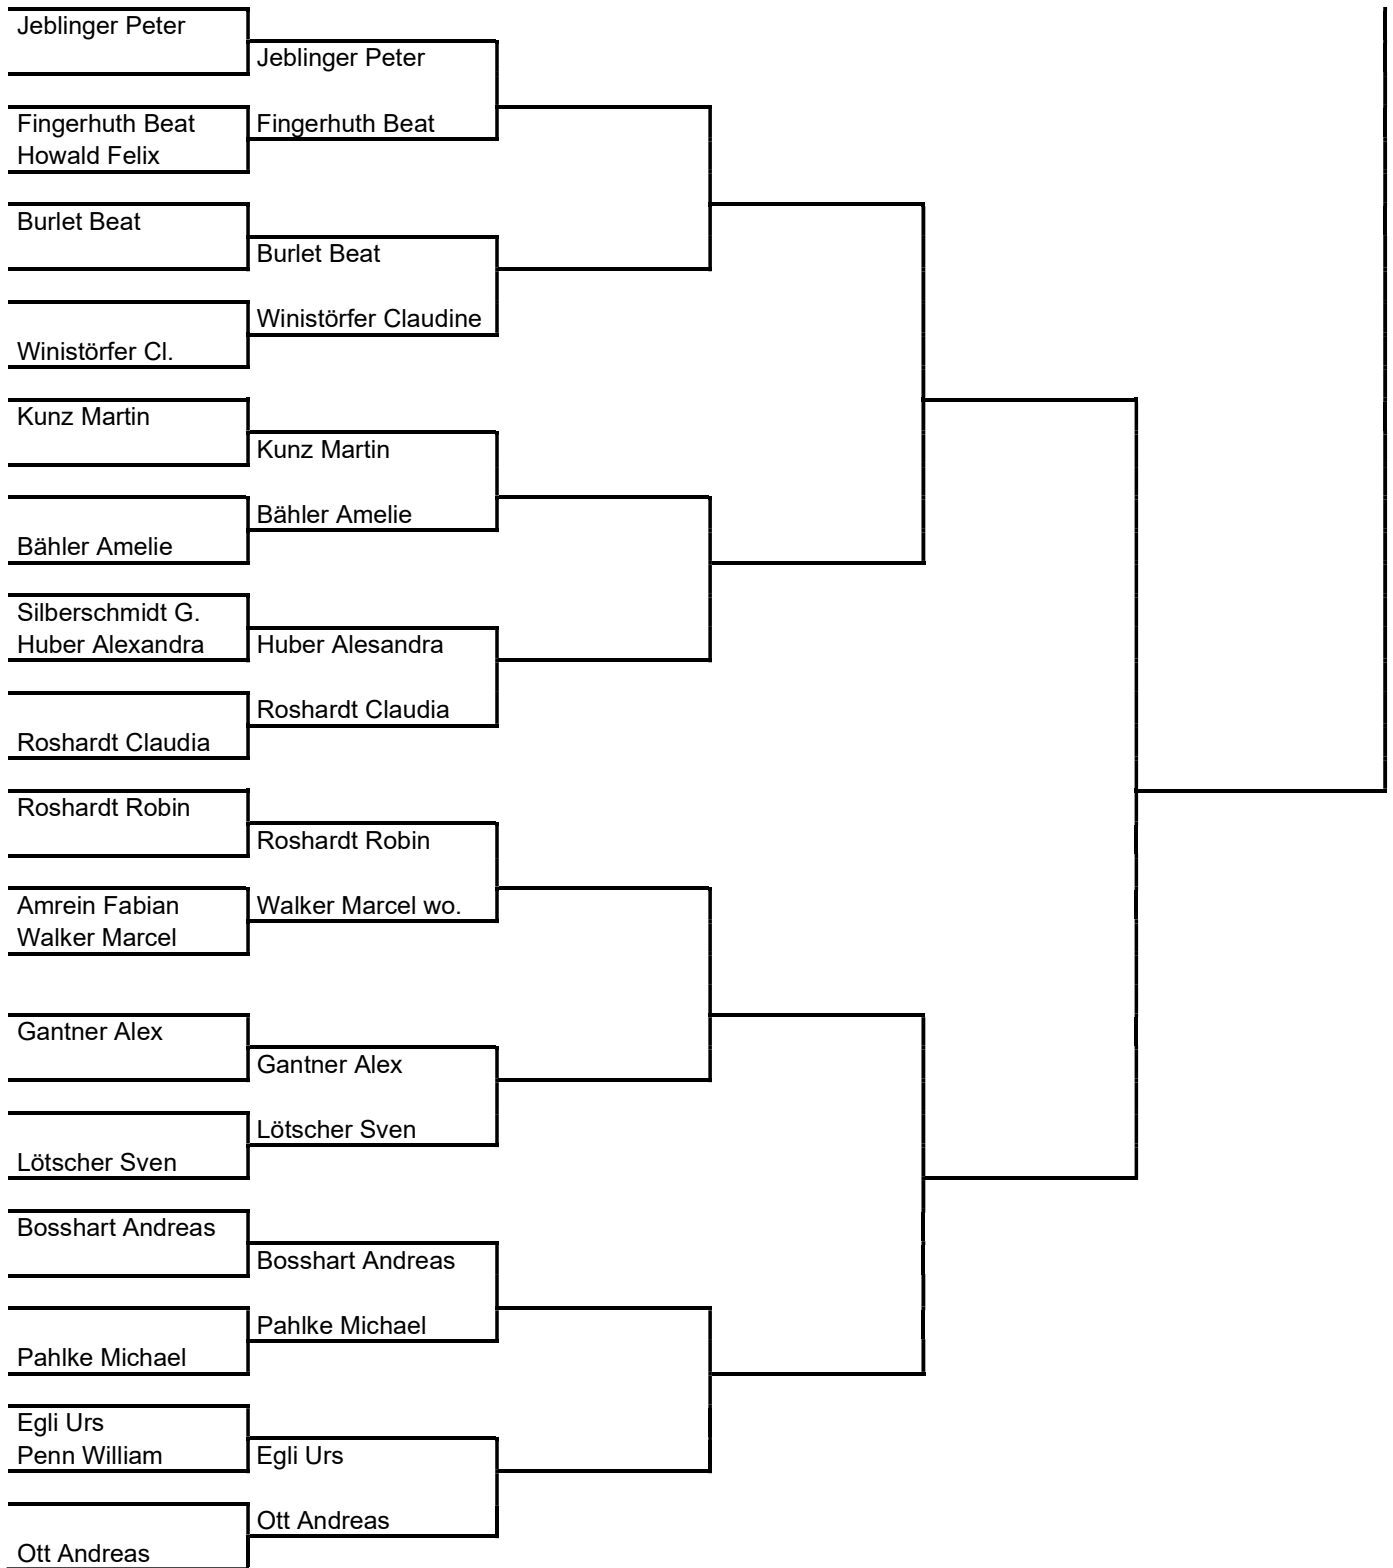 Jeblinger Peter
Jeblinger Peter
Fingerhuth Beat
Fingerhuth Beat
Howald Felix
Burlet Beat
Burlet Beat
Winistörfer Claudine
Winistörfer Cl.
Kunz Martin
Kunz Martin
Bähler Amelie
Bähler Amelie
Silberschmidt G.
Huber Alexandra
Huber Alesandra
Roshardt Claudia
Roshardt Claudia
Roshardt Robin
Roshardt Robin
Amrein Fabian
Walker Marcel wo.
Walker Marcel
Gantner Alex
Gantner Alex
Lötscher Sven
Lötscher Sven
Bosshart Andreas
Bosshart Andreas
Pahlke Michael
Pahlke Michael
Egli Urs
Penn William
Egli Urs
Ott Andreas
Ott Andreas